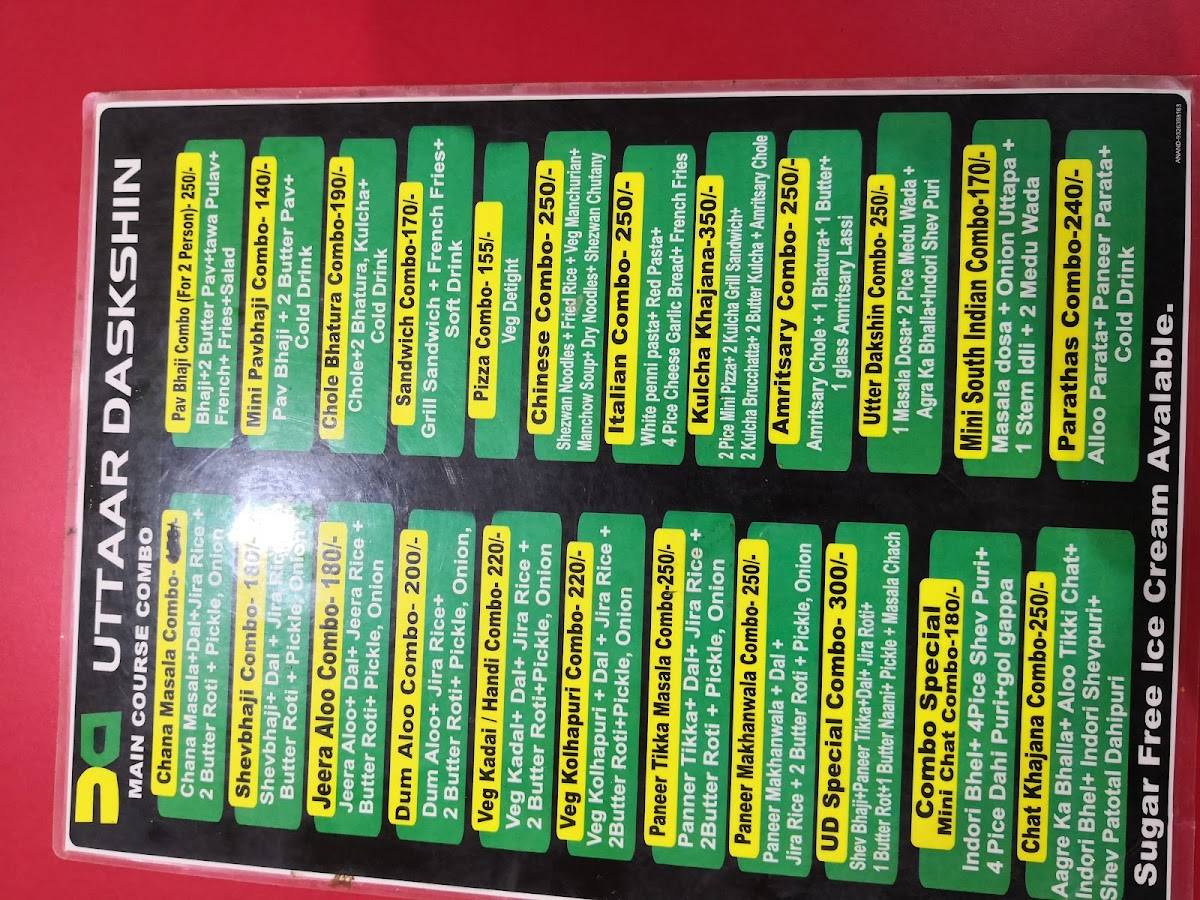 UTTAAR DASKSHIN
MAIN COURSE COMBO
Chana Masala Combo-
Chana Masala+Dal+Jira Rice +
2 Butter Roti + Pickle, Onion
Shevbhaji Combo-180/-
Shevbhaji+ Dal + Jira Rice+
Butter Roti + Pickle, Onion
Jeera Aloo Combo- 180/-
Jeera Aloo+ Dal+ Jeera Rice +
Butter Roti+ Pickle, Onion
Dum Aloo Combo- 200/-
Dum Aloo+ Jira Rice+
2 Butter Roti+ Pickle, Onion,
Veg Kadai / Handi Combo- 220/-
Veg Kadai+ Dal+ Jira Rice +
2 Butter Roti+Pickle, Onion
Veg Kolhapuri Combo- 220/-
Veg Kolhapuri + Dal + Jira Rice +
2Butter Roti+Pickle, Onion
Paneer Tikka Masala Combo-250/-
Panner Tikka+ Dal+ Jira Rice +
2Butter Roti + Pickle, Onion,
Paneer Makhanwala Combo- 250/-
Paneer Makhanwala + Dal +
Jira Rice + 2 Butter Roti + Pickle, Onion
UD Special Combo- 300/-
Shev Bhajj+Paneer Tikka+Dal+ Jira Roti+
1 Butter Rot+1 Butter Naan+ Pickle + Masala Chach
Combo Special
Mini Chat Combo-180/-
Indori Bhel+ 4Pice Shev Puri+
4 Pice Dahi Puri+gol gappa
Chat Khajana Combo-250/-
Aagre Ka Bhalla+ Aloo Tikki Chat+
Indori Bhel+ Indori Shevpuri+
Shev Patotal Dahipuri
Pav Bhaji Combo (For 2 Person)- 250/-
Bhaji+2 Butter Pav+tawa Pulav+
French+ Fries+Salad
Mini Pavbhaji Combo- 140/-
Pav Bhaji + 2 Butter Pav+
Cold Drink
Chole Bhatura Combo-190/-
Chole+2 Bhatura, Kulcha+
Cold Drink
Sandwich Combo-170/-
Grill Sandwich + French Fries+
Soft Drink
Pizza Combo- 155/-
Veg Detight
Chinese Combo- 250/-
Shezwan Noodles + Fried Rice + Veg Manchurian+
Manchow Soup+ Dry Noodles+ Shezwan Chutany
Italian Combo- 250/-
White penni pasta+ Red Pasta+
4 Pice Cheese Garlic Bread+ French Fries
Kulcha Khajana-350/-
2 Pice Mini Pizza+ 2 Kulcha Grill Sandwich+
2 Kulcha Brucchatta+ 2 Butter Kulcha + Amritsary Chole
Amritsary Combo- 250/-
Amritsary Chole + 1 Bhatura+ 1 Butter+
1 glass Amritsary Lassi
Utter Dakshin Combo- 250/-
1 Masala Dosa+ 2 Pice Medu Wada +
Agra Ka Bhalla+Indori Shev Puri
Mini South Indian Combo-170/-
Masala dosa + Onion Uttapa +
1 Stem Idli + 2 Medu Wada
Parathas Combo-240/-
Alloo Parata+ Paneer Parata+
Cold Drink
Sugar Free Ice Cream Avalable.